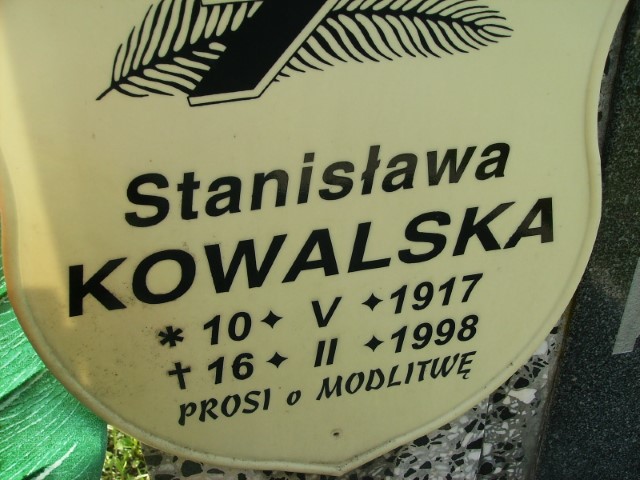 Stanisława
KOWALSKA
* 10 ✦ V ✦ 1917
† 16 ✦ II ✦ 1998
PROSI o MODLITWĘ